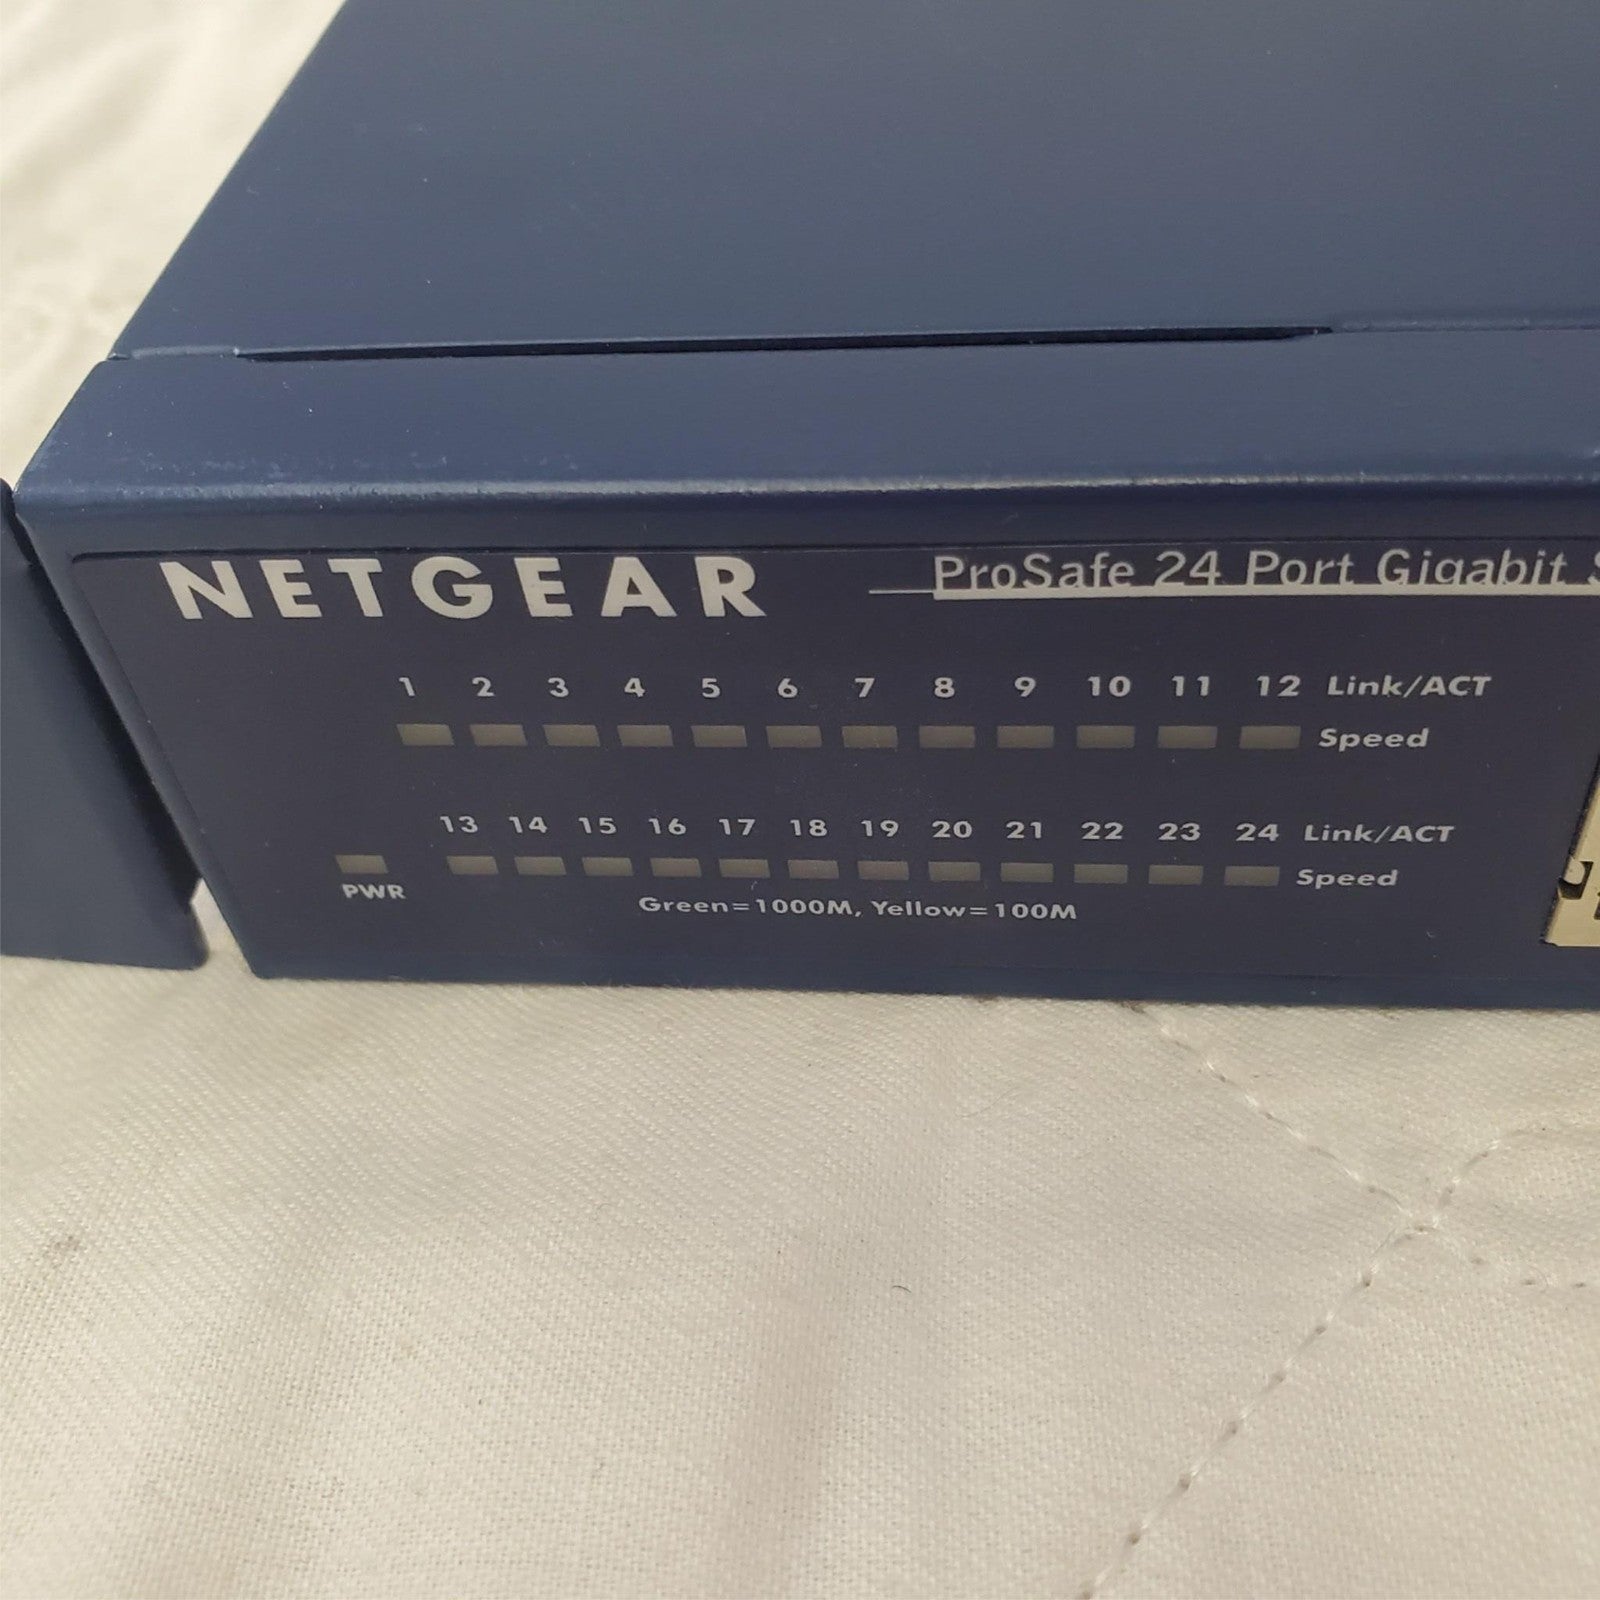 NETGEAR
ProSafe 24 Port Gigabit
1 2 3 4 5 6 7 8 9 10 11 12 Link/ACT
Speed
13 14 15 16 17 18 19 20 21 22 23 24 Link/ACT
Speed
PWR
Green=1000M, Yellow=100M